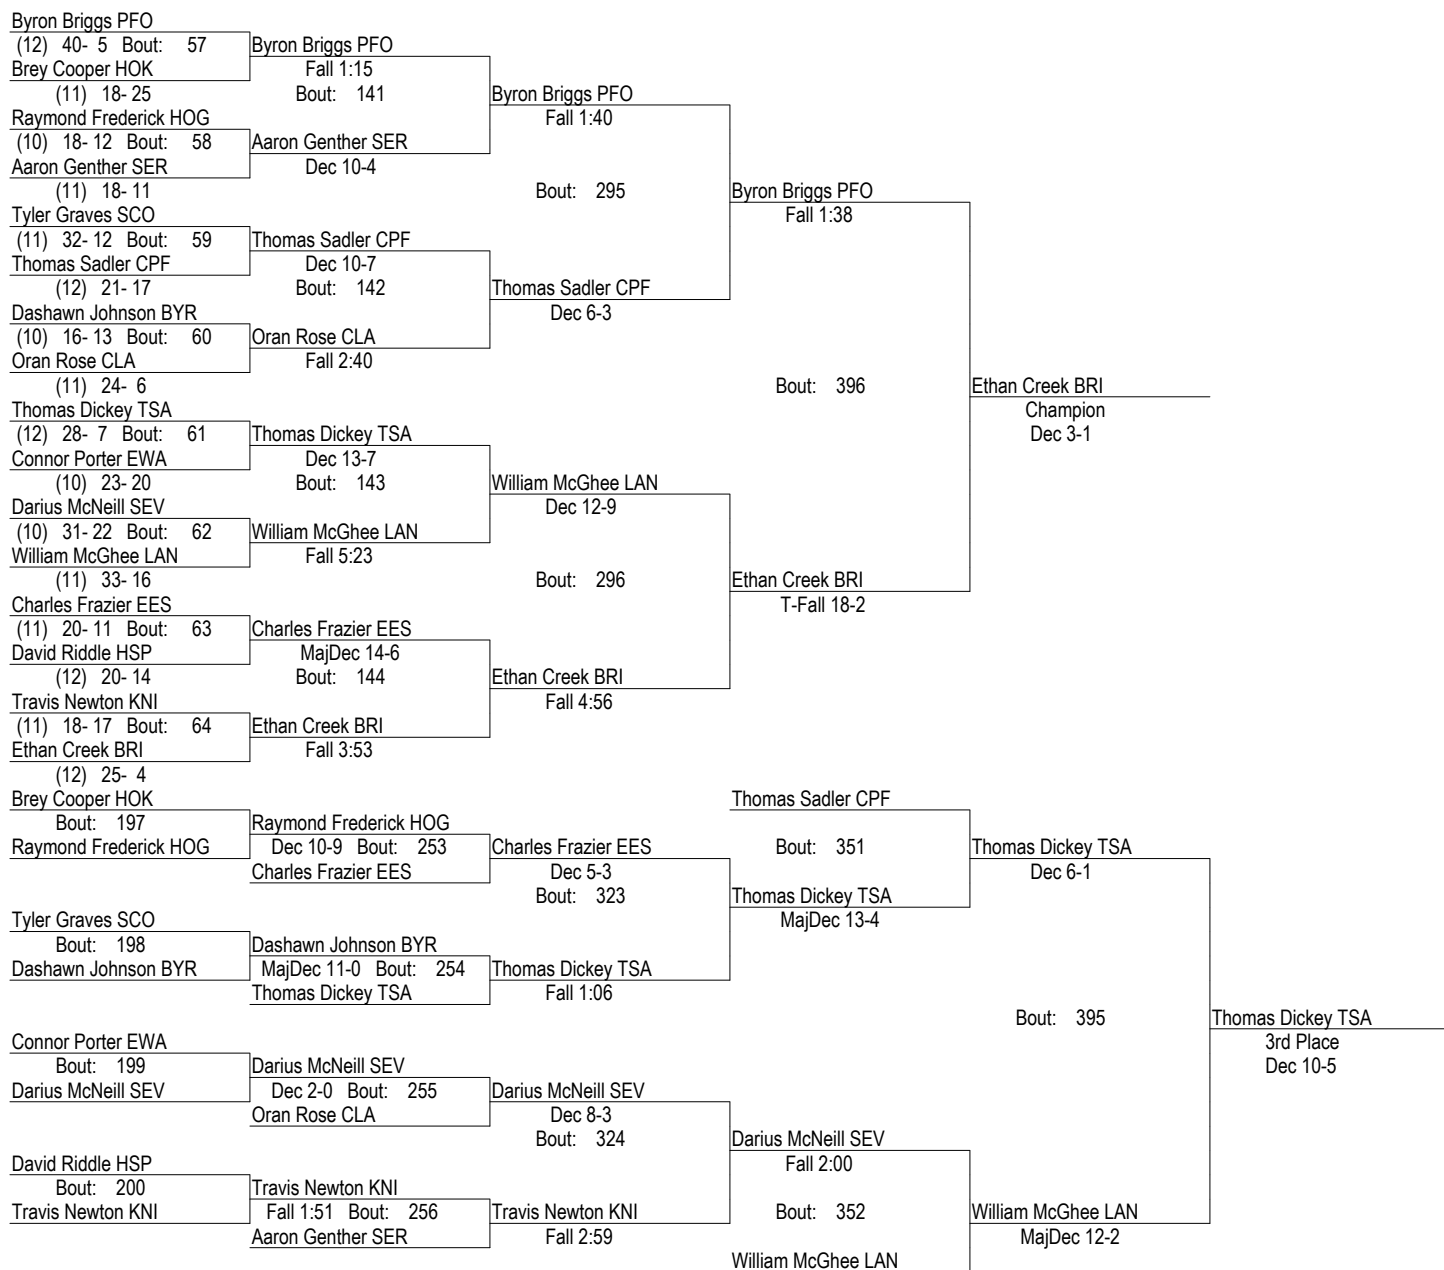 Byron Briggs PFO
(12) 40- 5 Bout: 57 Byron Briggs PFO
Brey Cooper HOK Fall 1:15
(11) 18- 25 Bout: 141 Byron Briggs PFO
Raymond Frederick HOG Fall 1:40
(10) 18- 12 Bout: 58 Aaron Genther SER
Aaron Genther SER Dec 10-4
(11) 18- 11 Bout: 295 Byron Briggs PFO
Tyler Graves SCO Fall 1:38
(11) 32- 12 Bout: 59 Thomas Sadler CPF
Thomas Sadler CPF Dec 10-7
(12) 21- 17 Bout: 142 Thomas Sadler CPF
Dashawn Johnson BYR Dec 6-3
(10) 16- 13 Bout: 60 Oran Rose CLA
Oran Rose CLA Fall 2:40
(11) 24- 6 Bout: 396 Ethan Creek BRI
Thomas Dickey TSA Champion
(12) 28- 7 Bout: 61 Thomas Dickey TSA Dec 3-1
Connor Porter EWA Dec 13-7
(10) 23- 20 Bout: 143 William McGhee LAN
Darius McNeill SEV Dec 12-9
(10) 31- 22 Bout: 62 William McGhee LAN
William McGhee LAN Fall 5:23
(11) 33- 16 Bout: 296 Ethan Creek BRI
Charles Frazier EES T-Fall 18-2
(11) 20- 11 Bout: 63 Charles Frazier EES
David Riddle HSP MajDec 14-6
(12) 20- 14 Bout: 144 Ethan Creek BRI
Travis Newton KNI Fall 4:56
(11) 18- 17 Bout: 64 Ethan Creek BRI
Ethan Creek BRI Fall 3:53
(12) 25- 4
Brey Cooper HOK Thomas Sadler CPF
Bout: 197 Raymond Frederick HOG
Raymond Frederick HOG Dec 10-9 Bout: 253 Charles Frazier EES Bout: 351 Thomas Dickey TSA
Charles Frazier EES Dec 5-3 Dec 6-1
Bout: 323 Thomas Dickey TSA
Tyler Graves SCO MajDec 13-4
Bout: 198 Dashawn Johnson BYR
Dashawn Johnson BYR MajDec 11-0 Bout: 254 Thomas Dickey TSA
Thomas Dickey TSA Fall 1:06
Bout: 395 Thomas Dickey TSA
Connor Porter EWA 3rd Place
Bout: 199 Darius McNeill SEV Dec 10-5
Darius McNeill SEV Dec 2-0 Bout: 255 Darius McNeill SEV
Oran Rose CLA Dec 8-3
Bout: 324 Darius McNeill SEV
David Riddle HSP Fall 2:00
Bout: 200 Travis Newton KNI
Travis Newton KNI Fall 1:51 Bout: 256 Travis Newton KNI Bout: 352 William McGhee LAN
Aaron Genther SER Fall 2:59 MajDec 12-2
William McGhee LAN